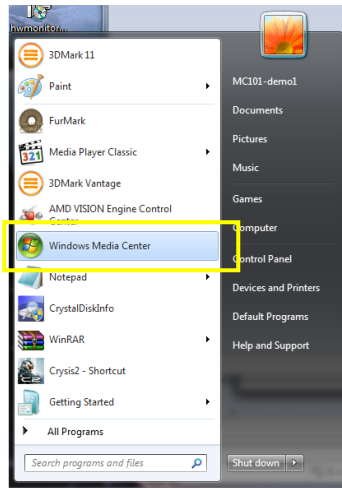 hwmonitor...
3DMark 11
Paint
FurMark
Media Player Classic
3DMark Vantage
AMD VISION Engine Control
Center
Windows Media Center
Notepad
CrystalDiskInfo
WinRAR
Crysis2 - Shortcut
Getting Started
All Programs
Search programs and files
MC101-demo1
Documents
Pictures
Music
Games
Computer
Control Panel
Devices and Printers
Default Programs
Help and Support
Shut down